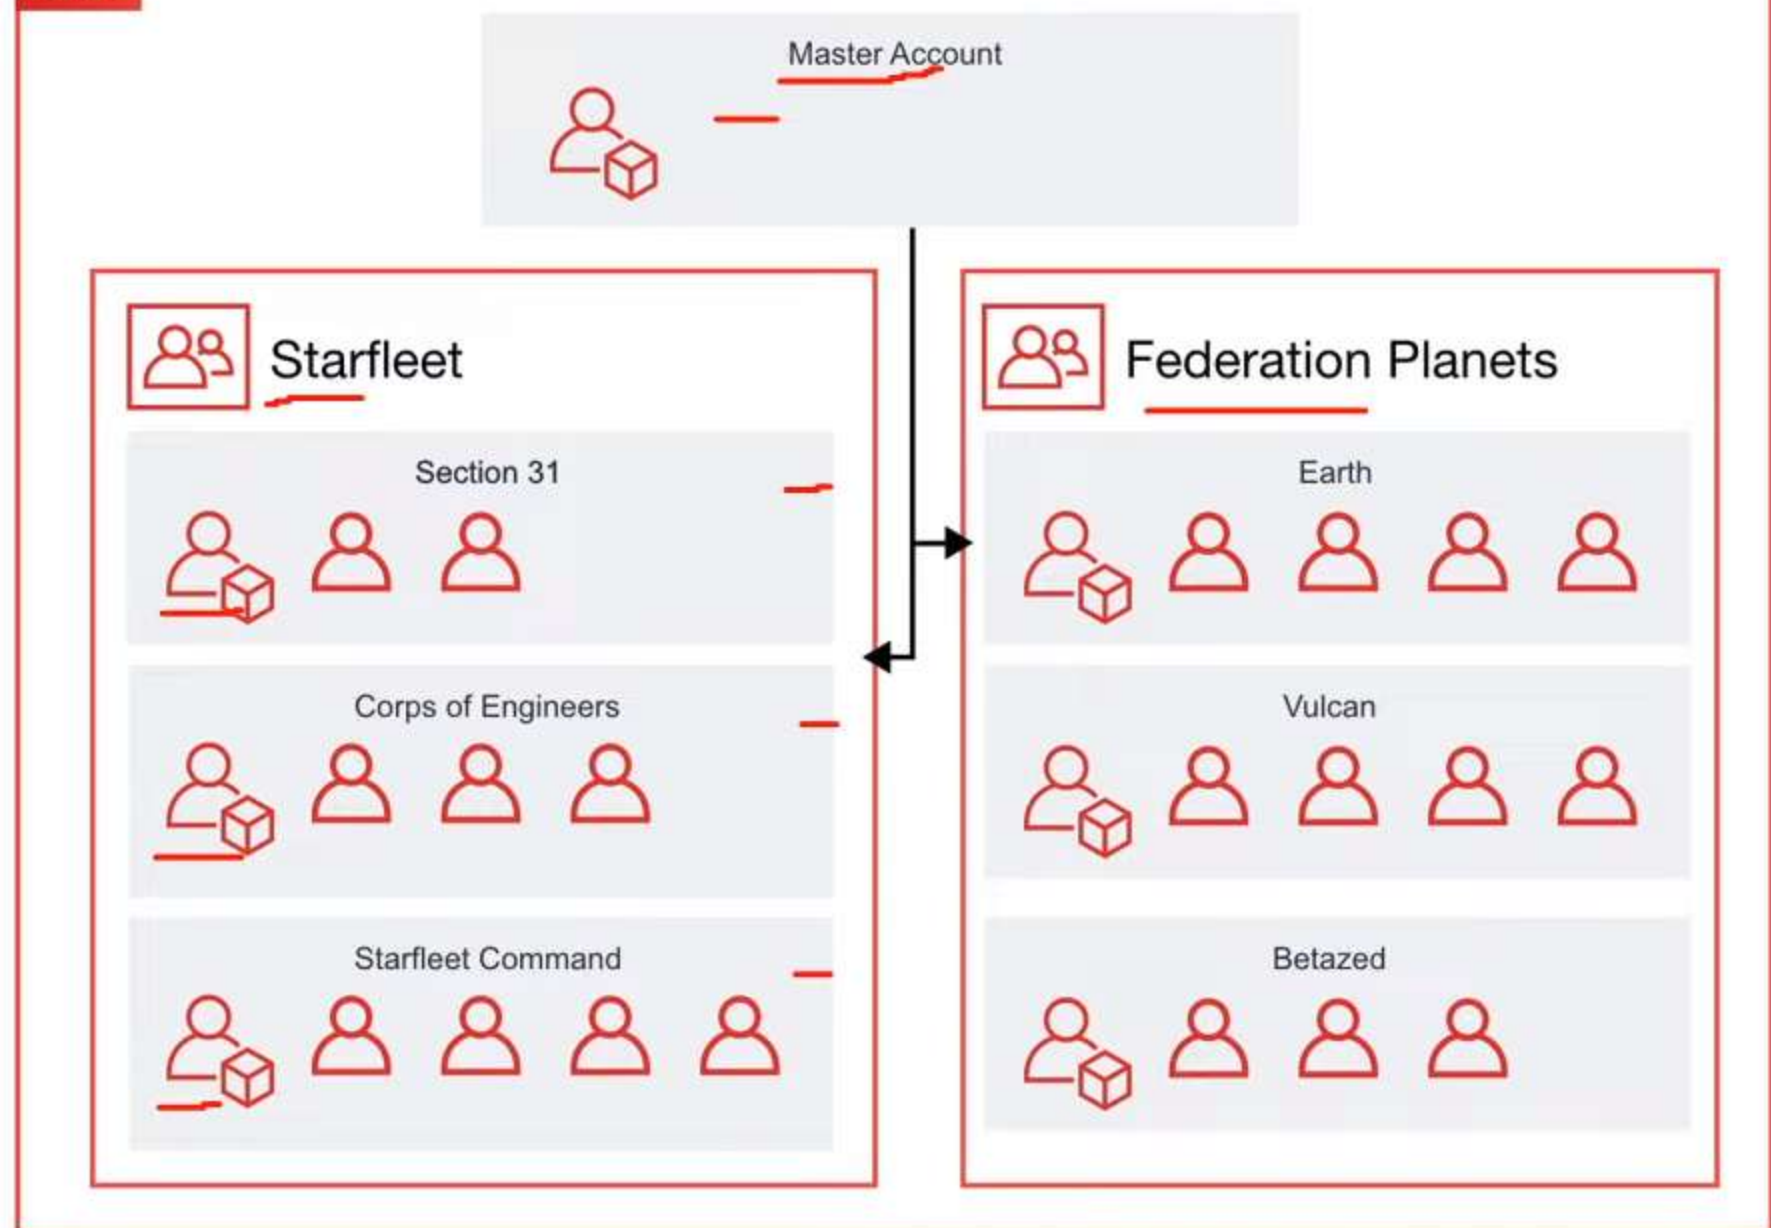 Master Account
Starfleet
Section 31
Corps of Engineers
Starfleet Command
Federation Planets
Earth
Vulcan
Betazed